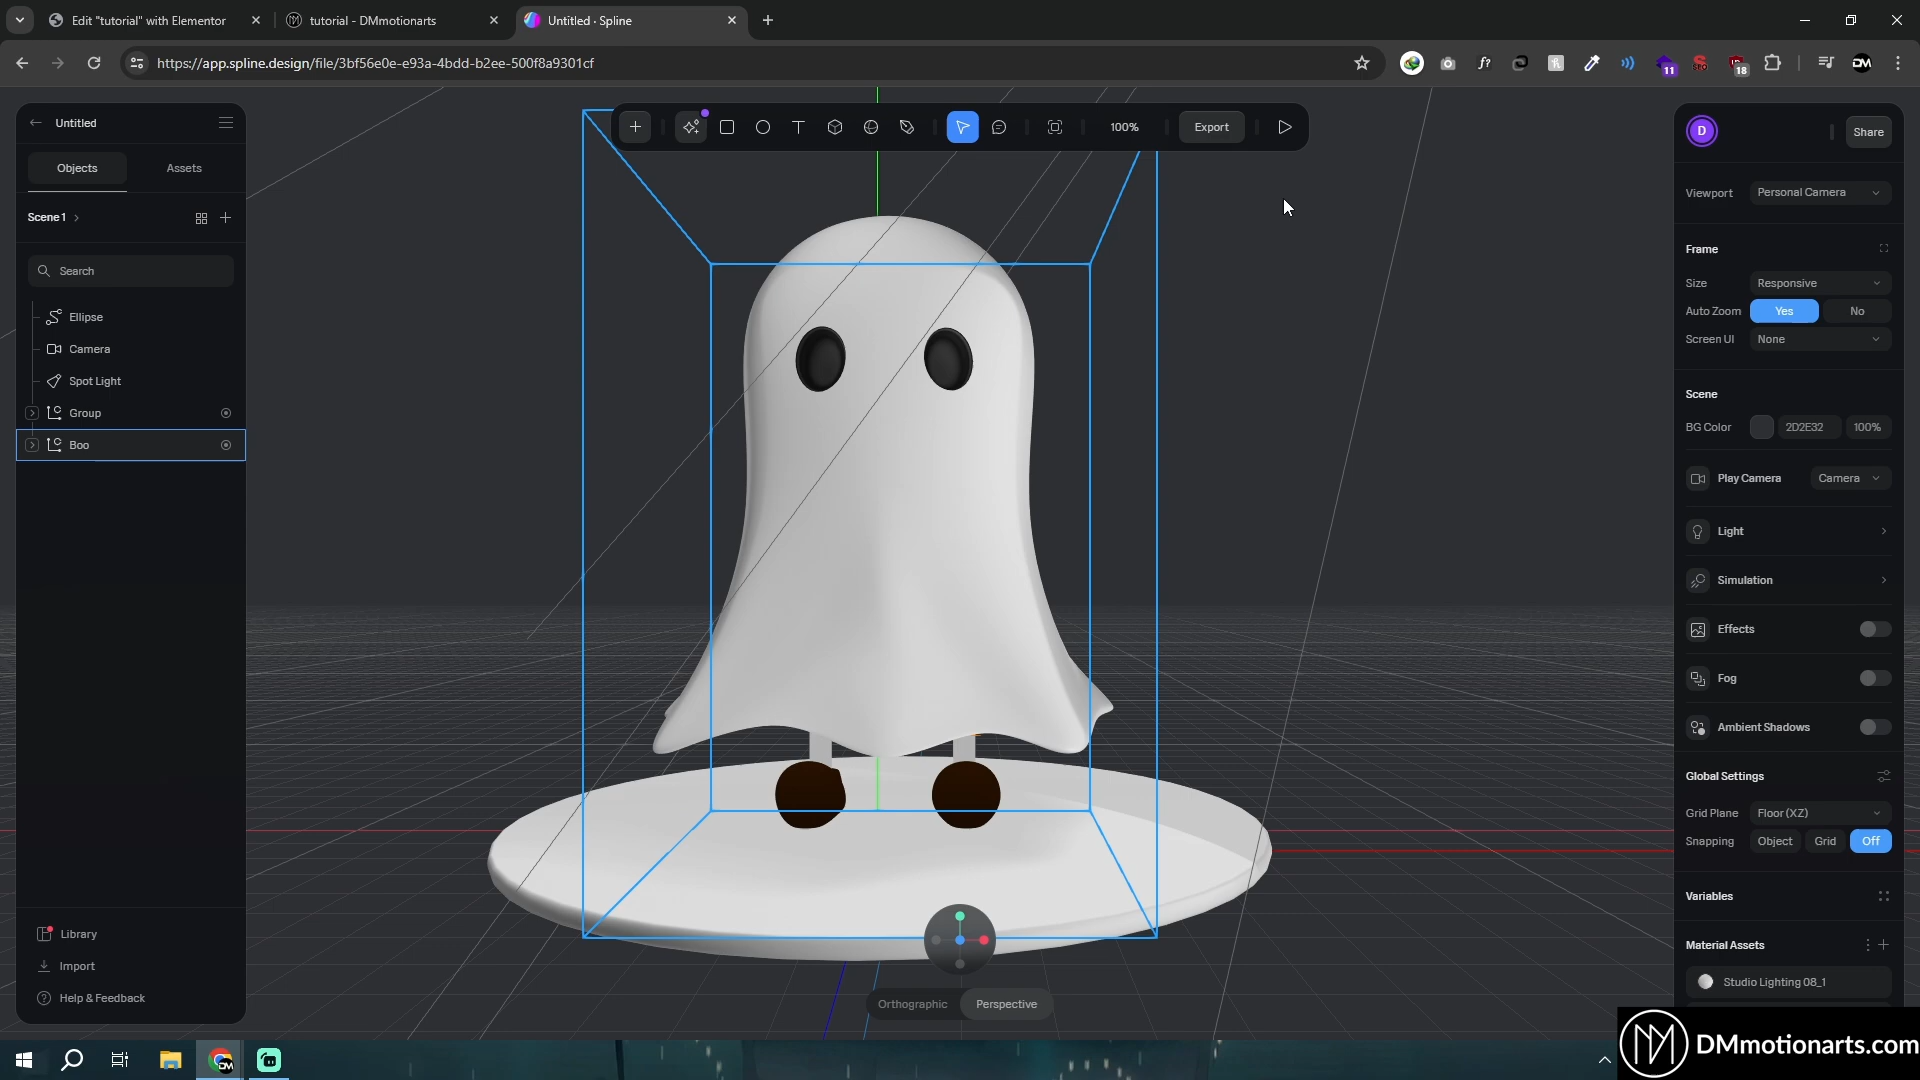 Edit "tutorial" with Elementor
tutorial - DMmotionarts
Untitled - Spline
https://app.spline.design/file/3bf56e0e-e93a-4bdd-b2ee-500f8a9301cf
f?
11
18
DM
Untitled
Objects
Assets
Scene 1
Search
Ellipse
Camera
Spot Light
Group
Boo
Library
Import
Help & Feedback
100%
Export
D
Share
Viewport
Personal Camera
Frame
Size
Responsive
Auto Zoom
Yes
No
Screen UI
None
Scene
BG Color
2D2E32
100%
Play Camera
Camera
Light
Simulation
Effects
Fog
Ambient Shadows
Global Settings
Grid Plane
Floor (XZ)
Snapping
Object
Grid
Off
Variables
Material Assets
Studio Lighting 08_1
Orthographic
Perspective
DMmotionarts.com